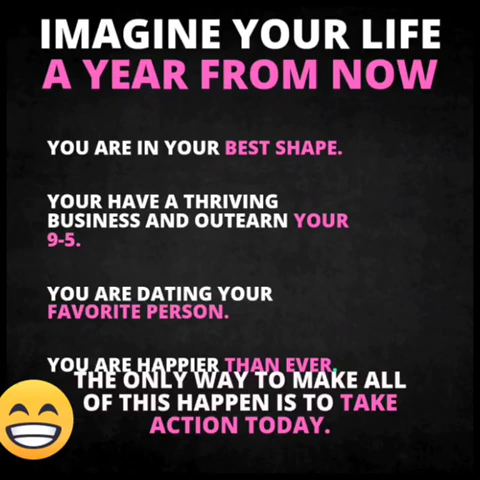 IMAGINE YOUR LIFE
A YEAR FROM NOW
YOU ARE IN YOUR BEST SHAPE.
YOUR HAVE A THRIVING
BUSINESS AND OUTEARN YOUR
9-5.
YOU ARE DATING YOUR
FAVORITE PERSON.
YOU ARE HAPPIER THAN EVER.
THE ONLY WAY TO MAKE ALL
OF THIS HAPPEN IS TO TAKE
ACTION TODAY.